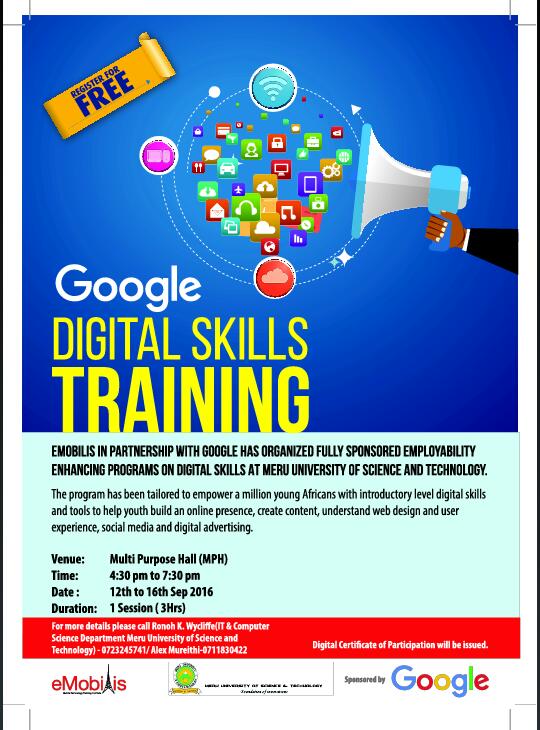 REGISTER FOR
FREE
Google
DIGITAL SKILLS
TRAINING
EMOBILIS IN PARTNERSHIP WITH GOOGLE HAS ORGANIZED FULLY SPONSORED EMPLOYABILITY
ENHANCING PROGRAMS ON DIGITAL SKILLS AT MERU UNIVERSITY OF SCIENCE AND TECHNOLOGY.
The program has been tailored to empower a million young Africans with introductory level digital skills
and tools to help youth build an online presence, create content, understand web design and user
experience, social media and digital advertising.
Venue: Multi Purpose Hall (MPH)
Time: 4:30 pm to 7:30 pm
Date : 12th to 16th Sep 2016
Duration: 1 Session ( 3Hrs)
For more details please call Ronoh K. Wycliffe(IT & Computer
Science Department Meru University of Science and
Technology) - 0723245741/ Alex Mureithi-0711830422
Digital Certificate of Participation will be issued.
eMobilis
MERU UNIVERSITY OF SCIENCE & TECHNOLOGY
Sponsored by Google